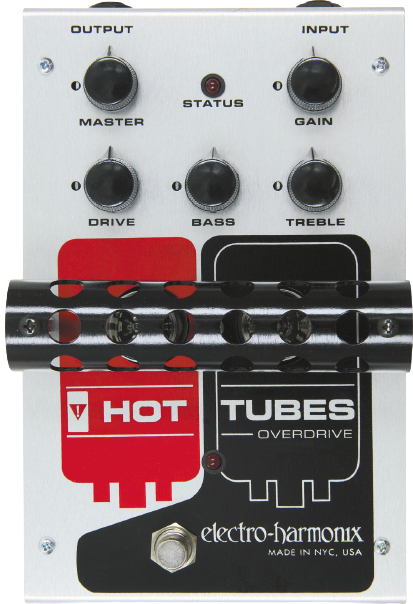 OUTPUT INPUT
STATUS
MASTER GAIN
DRIVE BASS TREBLE
HOT TUBES
OVERDRIVE
electro-harmonix
MADE IN NYC, USA